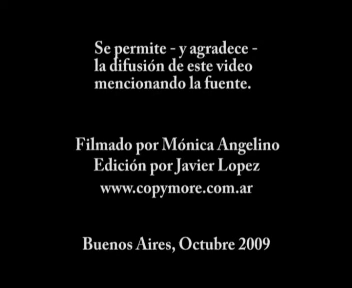 Se permite - y agradece -
la difusión de este video
mencionando la fuente.
Filmado por Mónica Angelino
Edición por Javier Lopez
www.copymore.com.ar
Buenos Aires, Octubre 2009